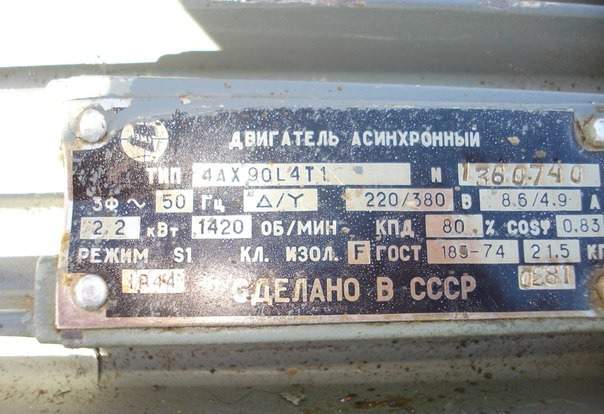 ДВИГАТЕЛЬ АСИНХРОННЫЙ
ТИП 4АХ90L4Т1 N 1360740
3Ф ~ 50 Гц Δ/Y 220/380 В 8.6/4.9 А
2,2 кВт 1420 ОБ/МИН КПД 80 % COSφ 0.83
РЕЖИМ S1 КЛ. ИЗОЛ. F ГОСТ 183-74 21.5 КГ
СДЕЛАНО В СССР 0281